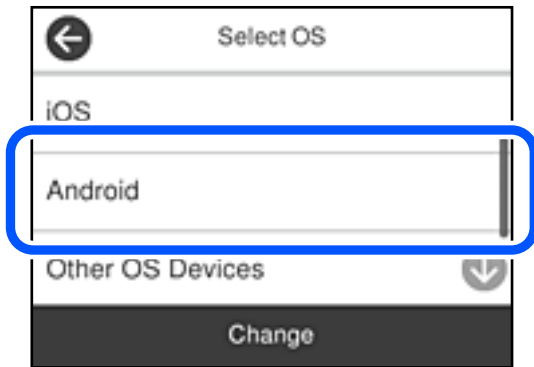 Select OS
iOS
Android
Other OS Devices
Change